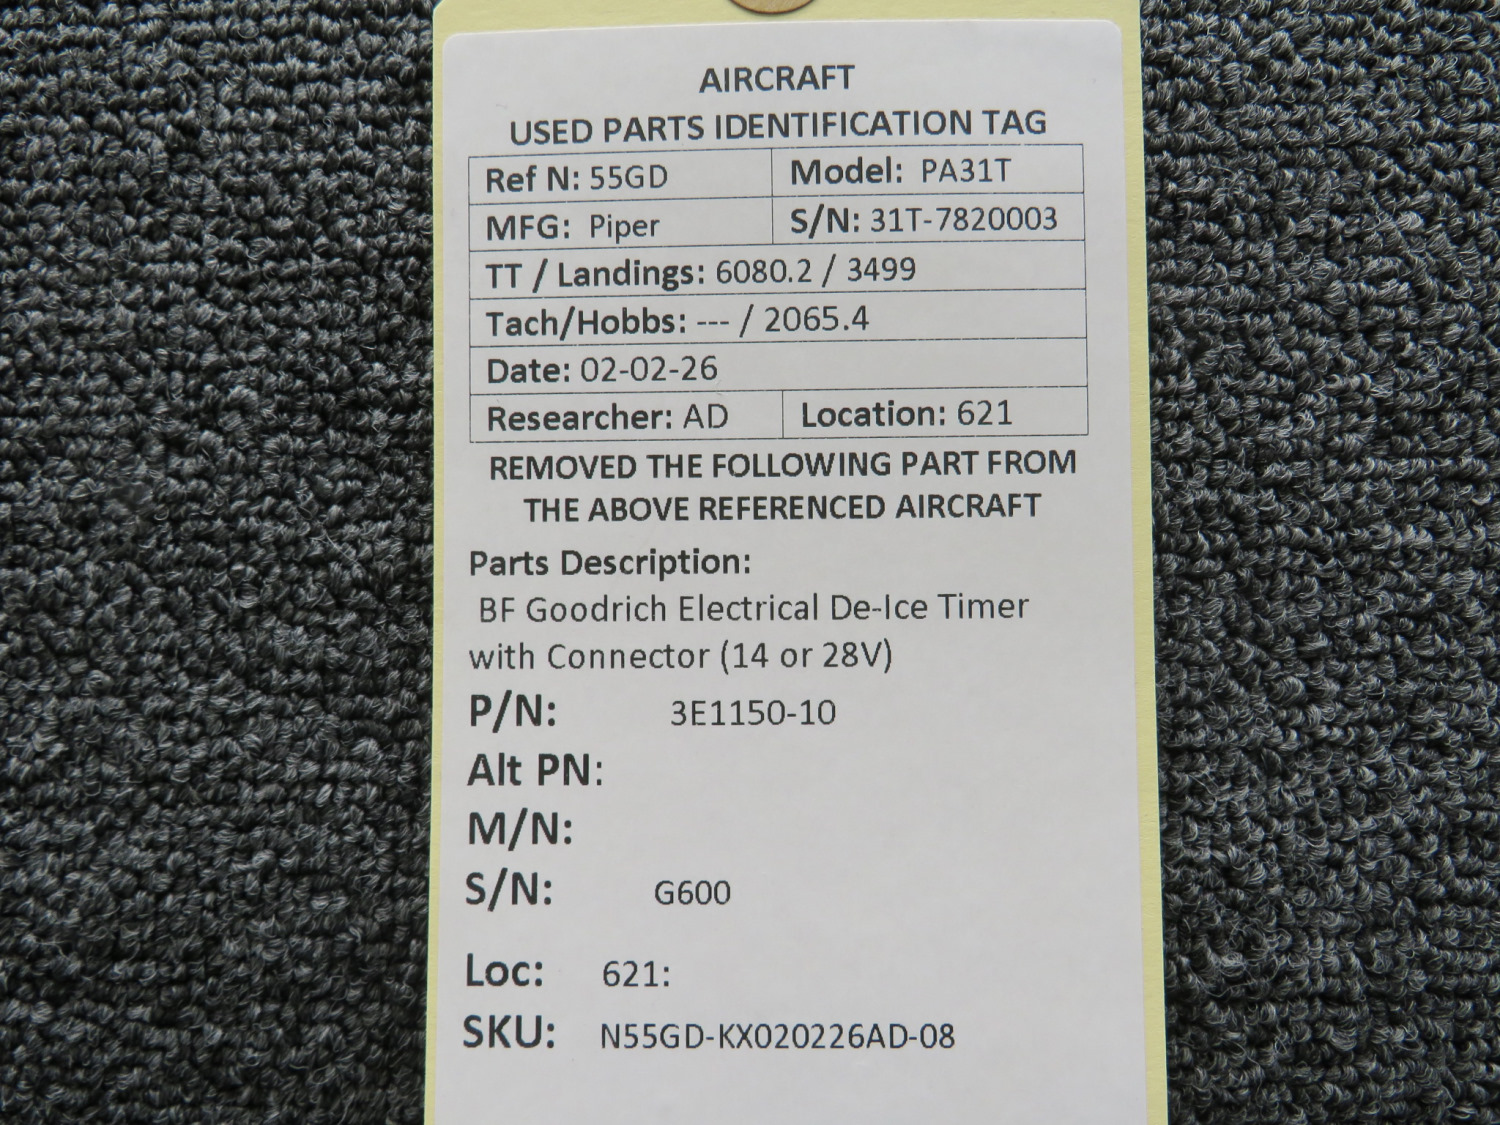 AIRCRAFT
USED PARTS IDENTIFICATION TAG
Ref N: 55GD Model: PA31T
MFG: Piper S/N: 31T-7820003
TT / Landings: 6080.2 / 3499
Tach/Hobbs: --- / 2065.4
Date: 02-02-26
Researcher: AD Location: 621
REMOVED THE FOLLOWING PART FROM
THE ABOVE REFERENCED AIRCRAFT
Parts Description:
BF Goodrich Electrical De-Ice Timer
with Connector (14 or 28V)
P/N: 3E1150-10
Alt PN:
M/N:
S/N: G600
Loc: 621:
SKU: N55GD-KX020226AD-08